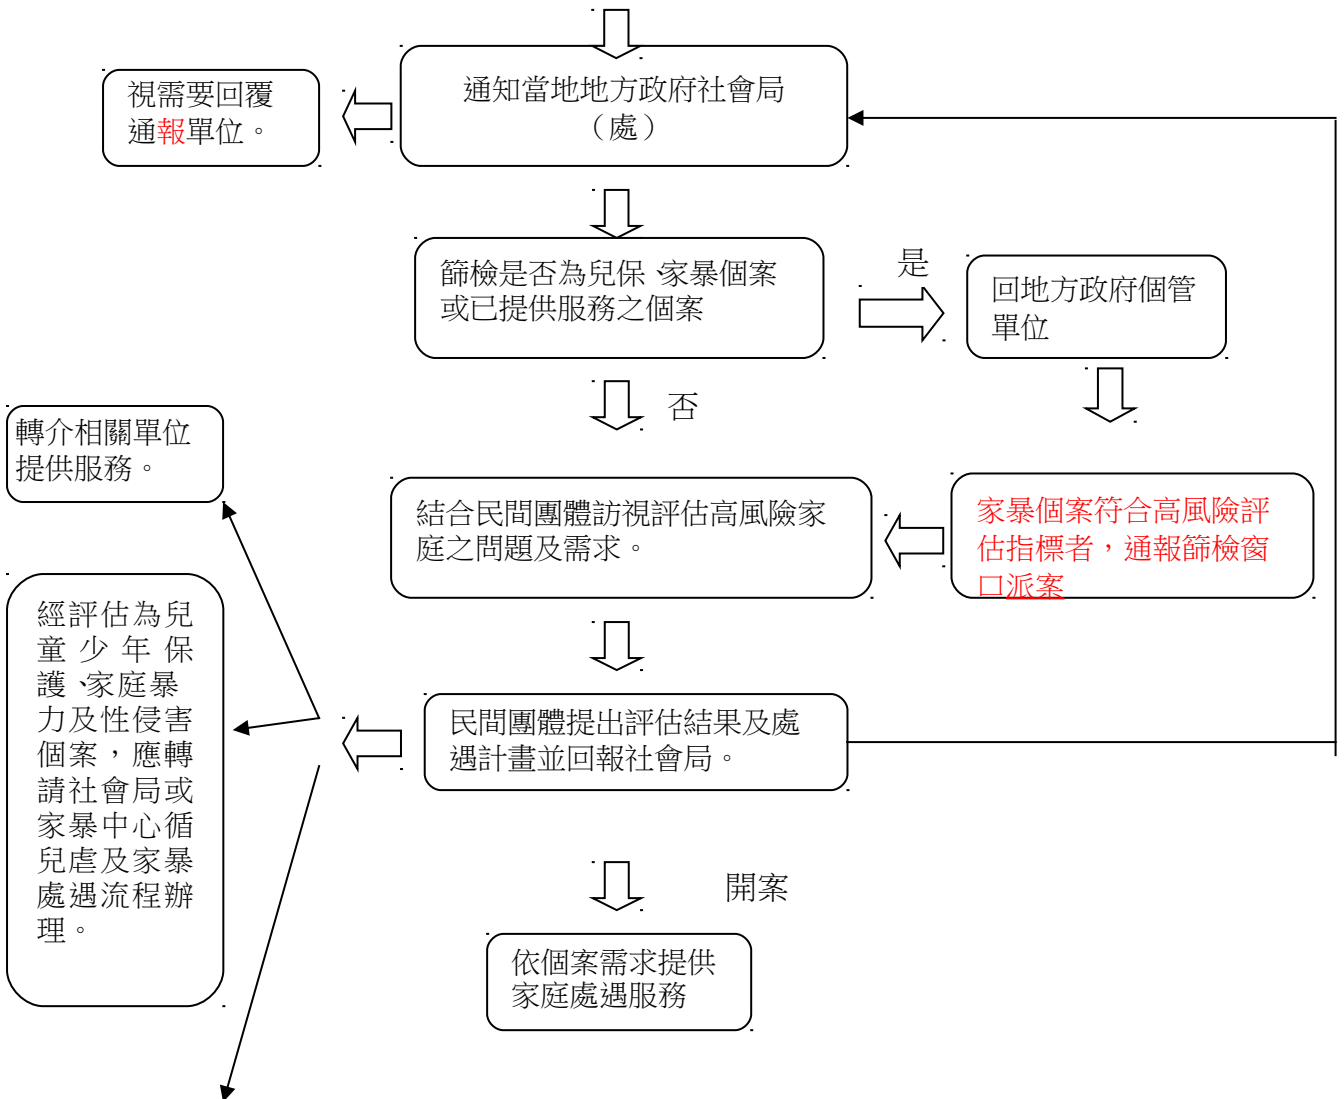 通知當地地方政府社會局
（處）
視需要回覆
通報單位。
篩檢是否為兒保、家暴個案
或已提供服務之個案
是
回地方政府個管
單位
否
轉介相關單位
提供服務。
結合民間團體訪視評估高風險家
庭之問題及需求。
家暴個案符合高風險評
估指標者，通報篩檢窗
口派案
經評估為兒
童少年保
護、家庭暴
力及性侵害
個案，應轉
請社會局或
家暴中心循
兒虐及家暴
處遇流程辦
理。
民間團體提出評估結果及處
遇計畫並回報社會局。
開案
依個案需求提供
家庭處遇服務